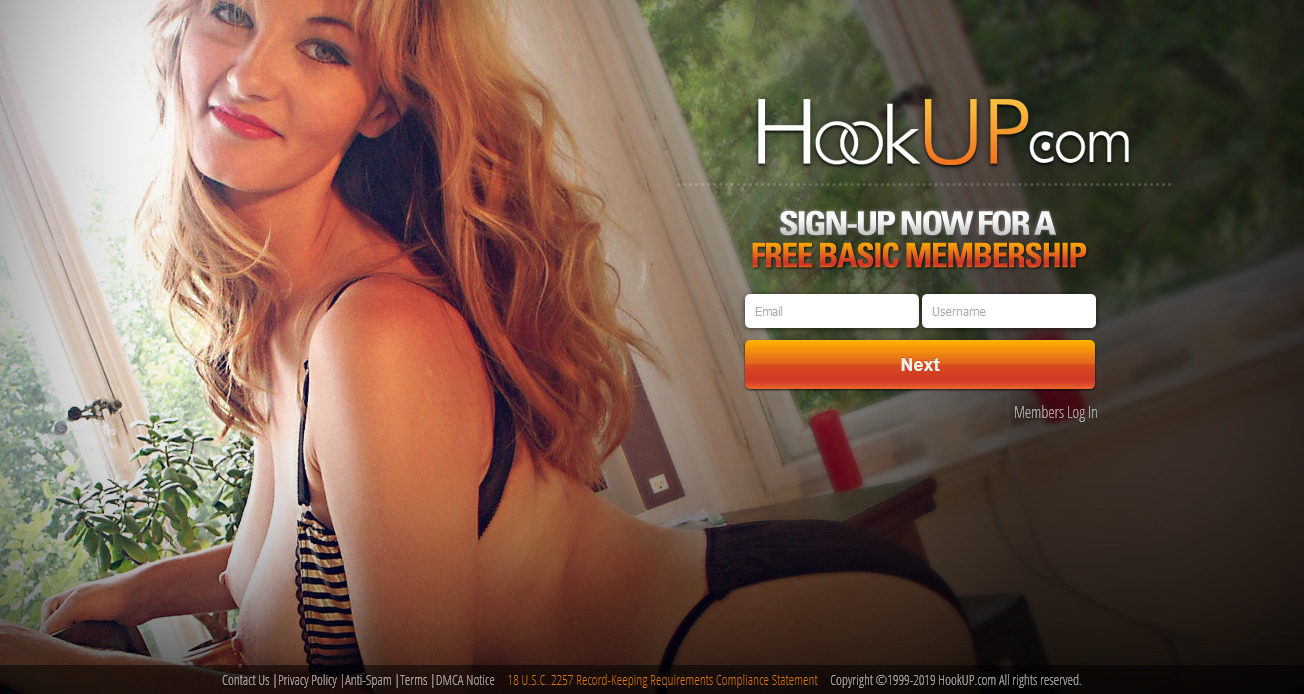 HookUP.com
SIGN-UP NOW FOR A
FREE BASIC MEMBERSHIP
Email
Username
Next
Members Log In
Contact Us |Privacy Policy |Anti-Spam |Terms |DMCA Notice 18 U.S.C. 2257 Record-Keeping Requirements Compliance Statement Copyright ©1999-2019 HookUP.com All rights reserved.